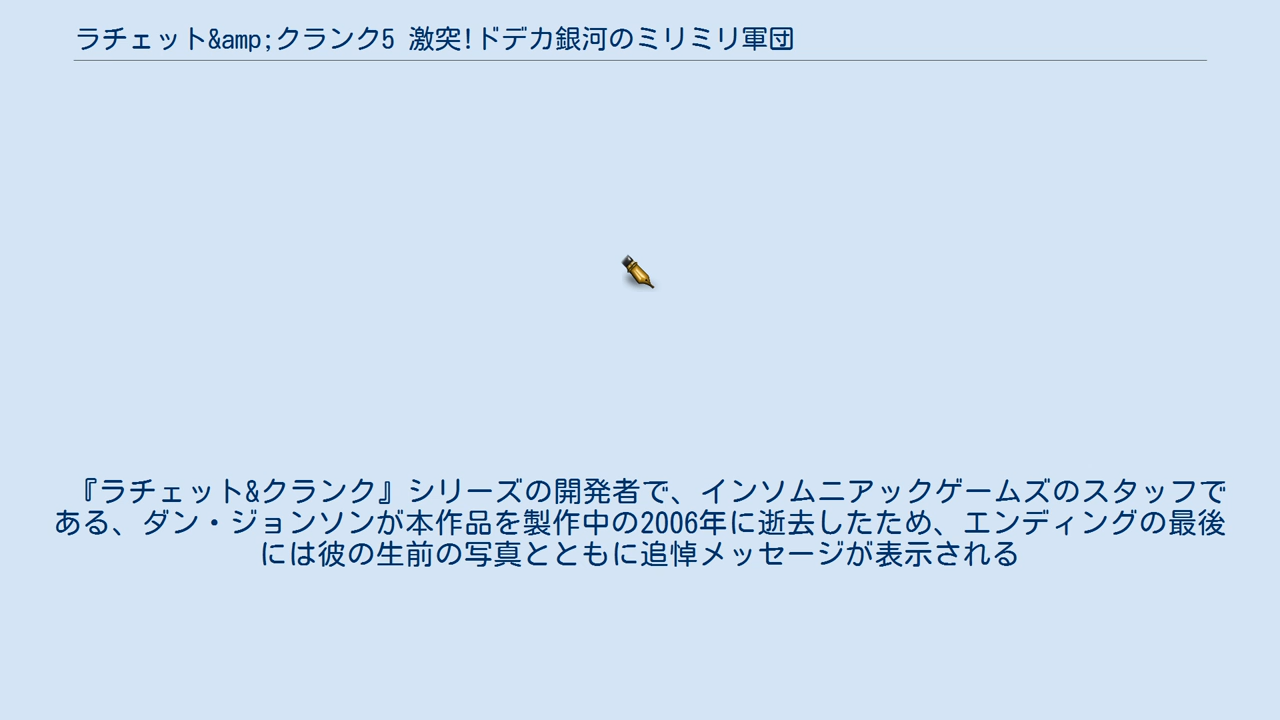 ラチェット&amp;クランク5 激突!ドデカ銀河のミリミリ軍団
『ラチェット&クランク』シリーズの開発者で、インソムニアックゲームズのスタッフで
ある、ダン・ジョンソンが本作品を製作中の2006年に逝去したため、エンディングの最後
には彼の生前の写真とともに追悼メッセージが表示される